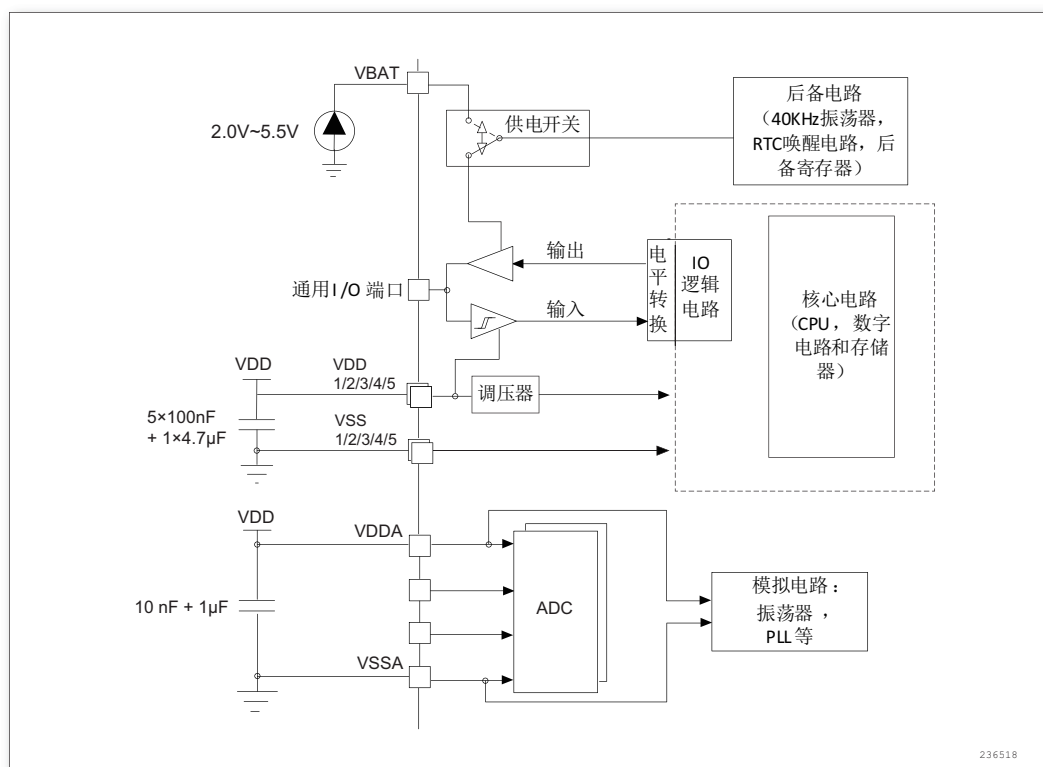 VBAT
2.0V~5.5V
供电开关
后备电路
（40KHz振荡器，
RTC唤醒电路，后
备寄存器）
输出
通用I/O 端口
输入
电
平
转
换
IO
逻辑
电路
核心电路
（CPU，数字
电路和存储
器）
VDD
VDD
1/2/3/4/5
调压器
5×100nF
+ 1×4.7µF
VSS
1/2/3/4/5
VDD
VDDA
10 nF + 1µF
ADC
VSSA
模拟电路：
振荡器，
PLL等
236518